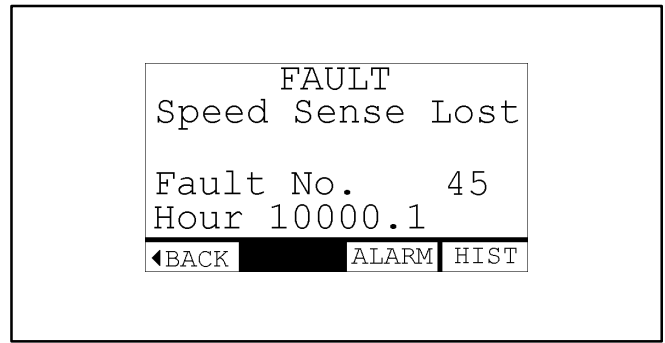 FAULT
Speed Sense Lost
Fault No. 45
Hour 10000.1
◀BACK ALARM HIST